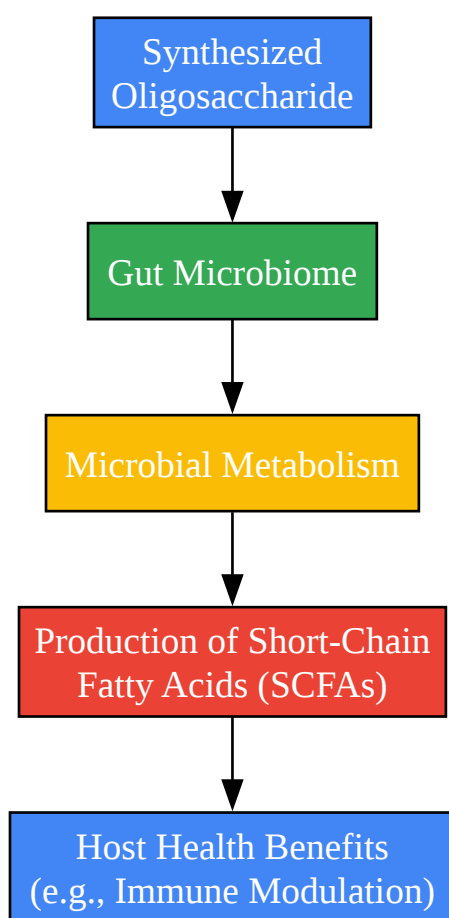 Synthesized
Oligosaccharide
Gut Microbiome
Microbial Metabolism
Production of Short-Chain
Fatty Acids (SCFAs)
Host Health Benefits
(e.g., Immune Modulation)